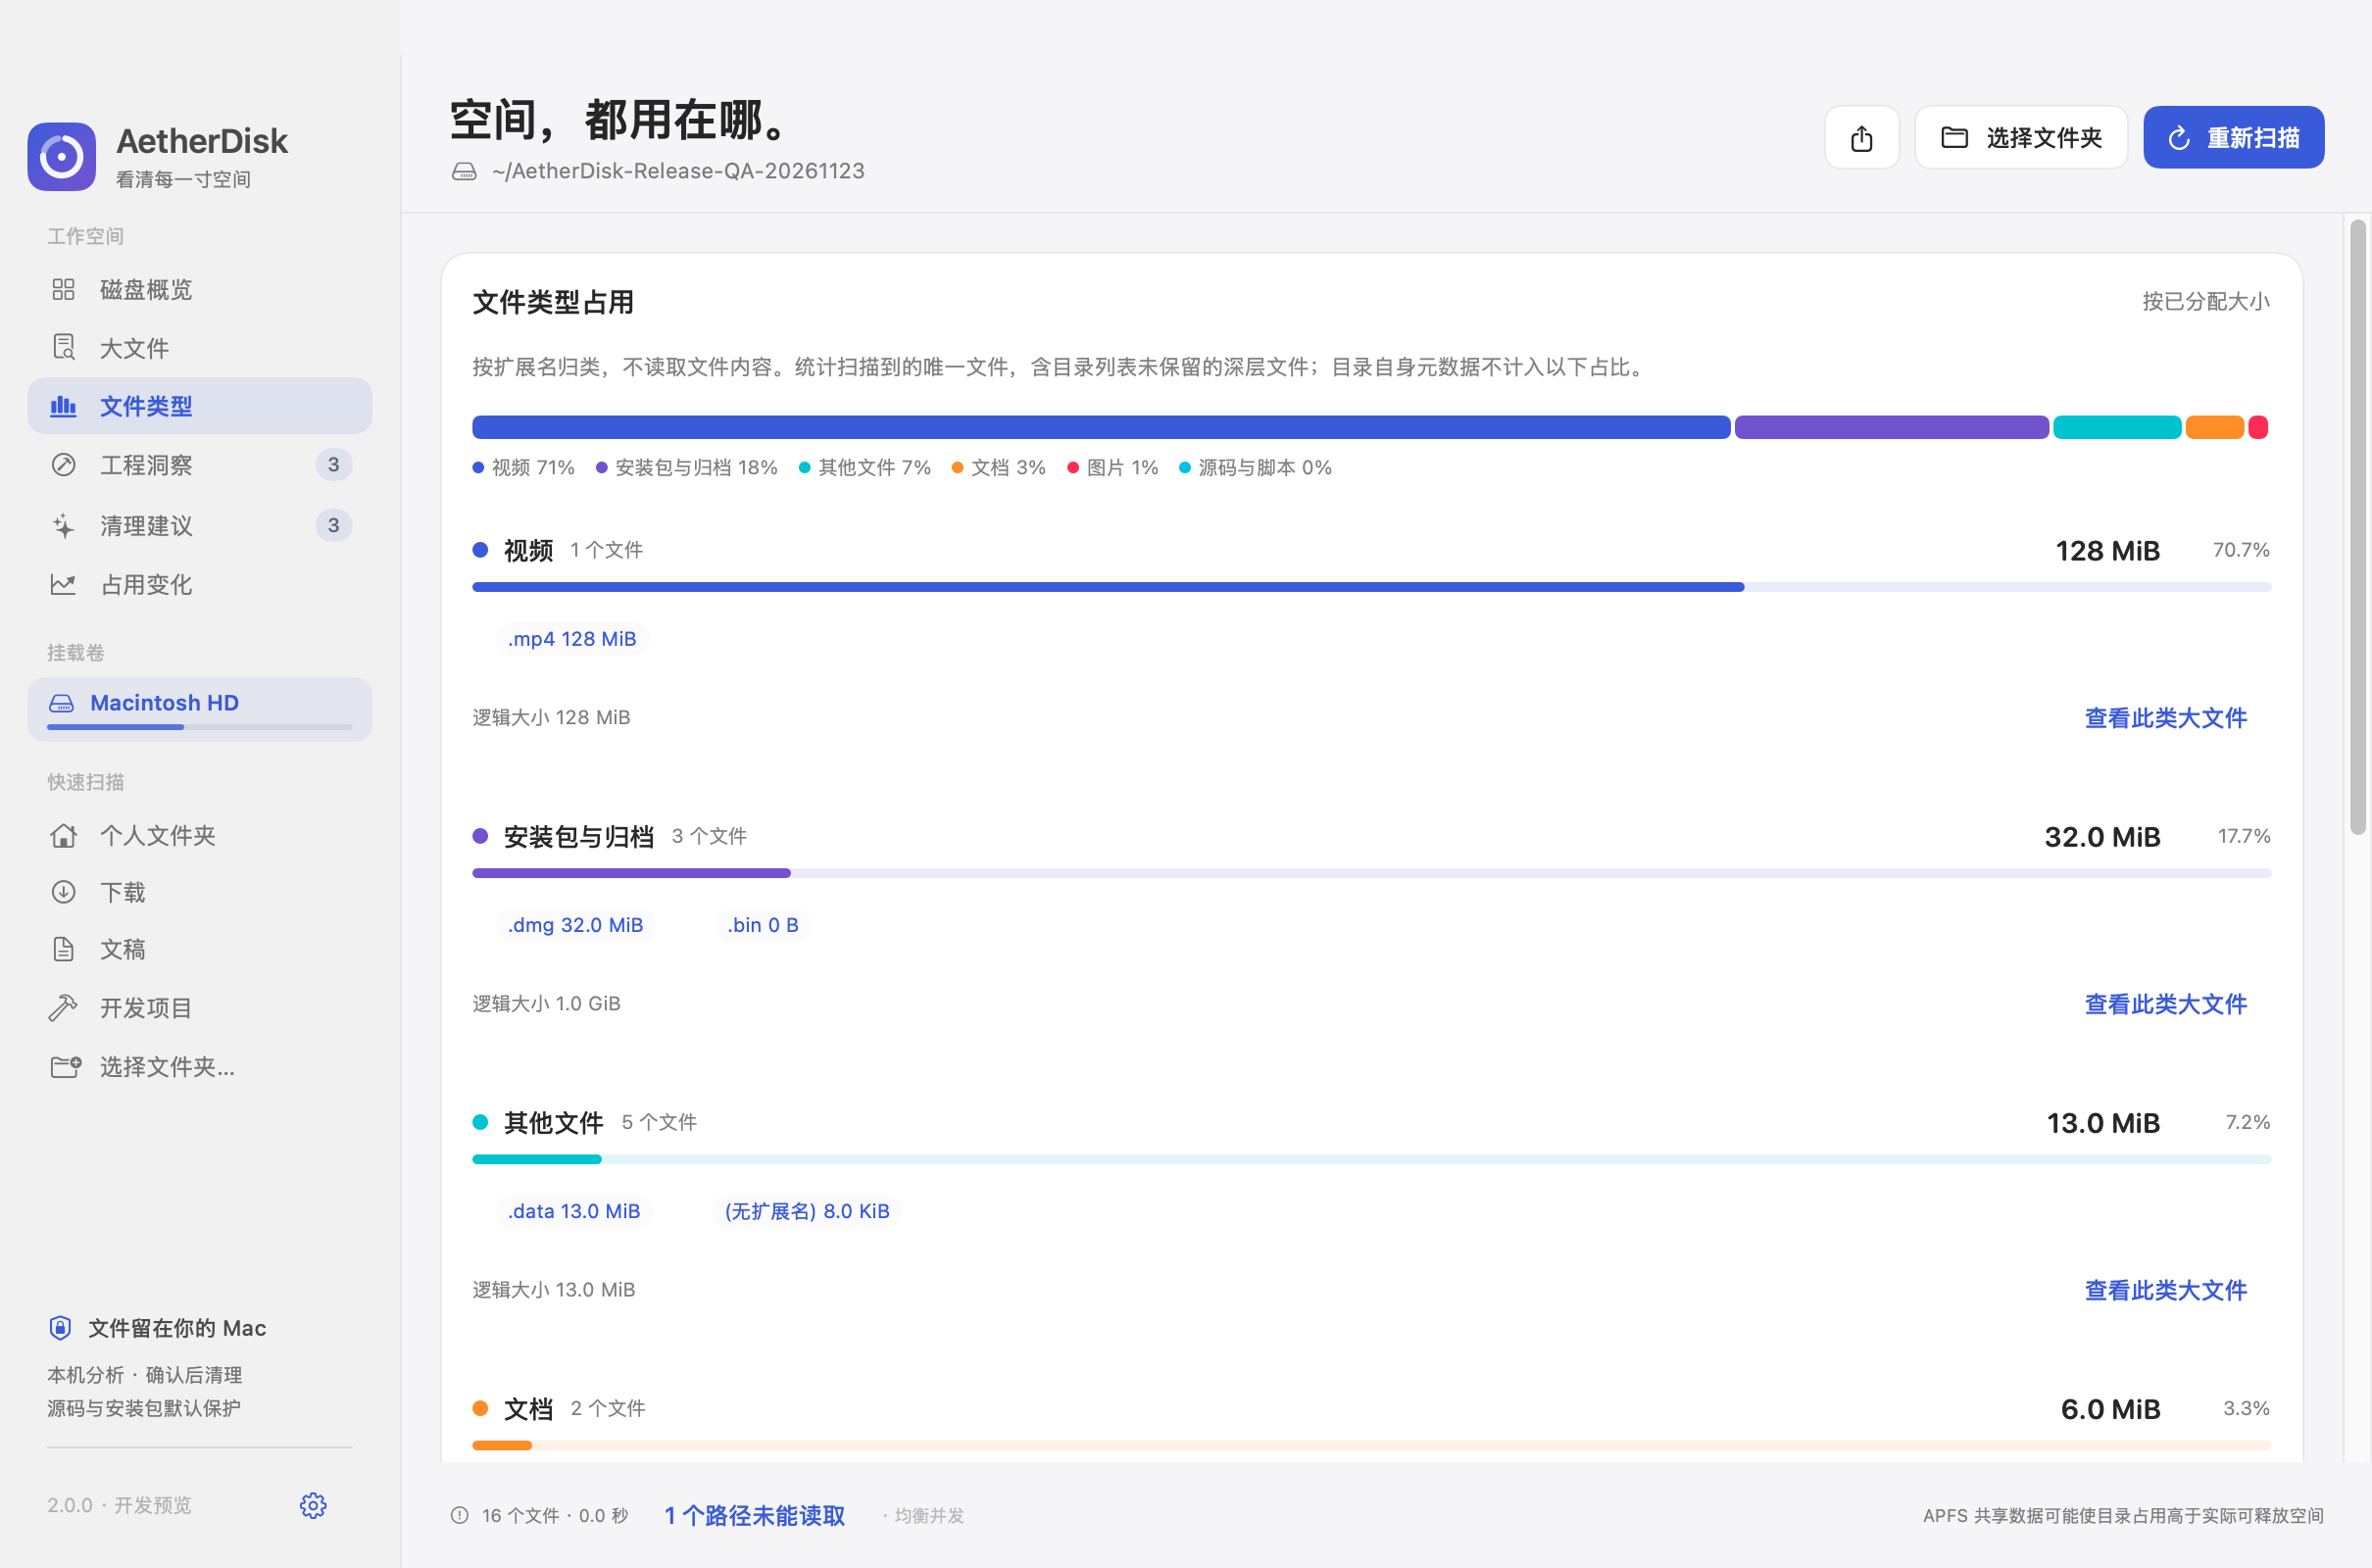 AetherDisk
看清每一寸空间
工作空间
磁盘概览
大文件
文件类型
工程洞察 3
清理建议 3
占用变化
挂载卷
Macintosh HD
快速扫描
个人文件夹
下载
文稿
开发项目
选择文件夹...
文件留在你的 Mac
本机分析 · 确认后清理
源码与安装包默认保护
2.0.0 · 开发预览
空间，都用在哪。
~/AetherDisk-Release-QA-20261123
选择文件夹
重新扫描
文件类型占用
按已分配大小
按扩展名归类，不读取文件内容。统计扫描到的唯一文件，含目录列表未保留的深层文件；目录自身元数据不计入以下占比。
视频 71% 安装包与归档 18% 其他文件 7% 文档 3% 图片 1% 源码与脚本 0%
视频 1 个文件 128 MiB 70.7%
.mp4 128 MiB
逻辑大小 128 MiB 查看此类大文件
安装包与归档 3 个文件 32.0 MiB 17.7%
.dmg 32.0 MiB .bin 0 B
逻辑大小 1.0 GiB 查看此类大文件
其他文件 5 个文件 13.0 MiB 7.2%
.data 13.0 MiB (无扩展名) 8.0 KiB
逻辑大小 13.0 MiB 查看此类大文件
文档 2 个文件 6.0 MiB 3.3%
16 个文件 · 0.0 秒 1 个路径未能读取 · 均衡并发
APFS 共享数据可能使目录占用高于实际可释放空间